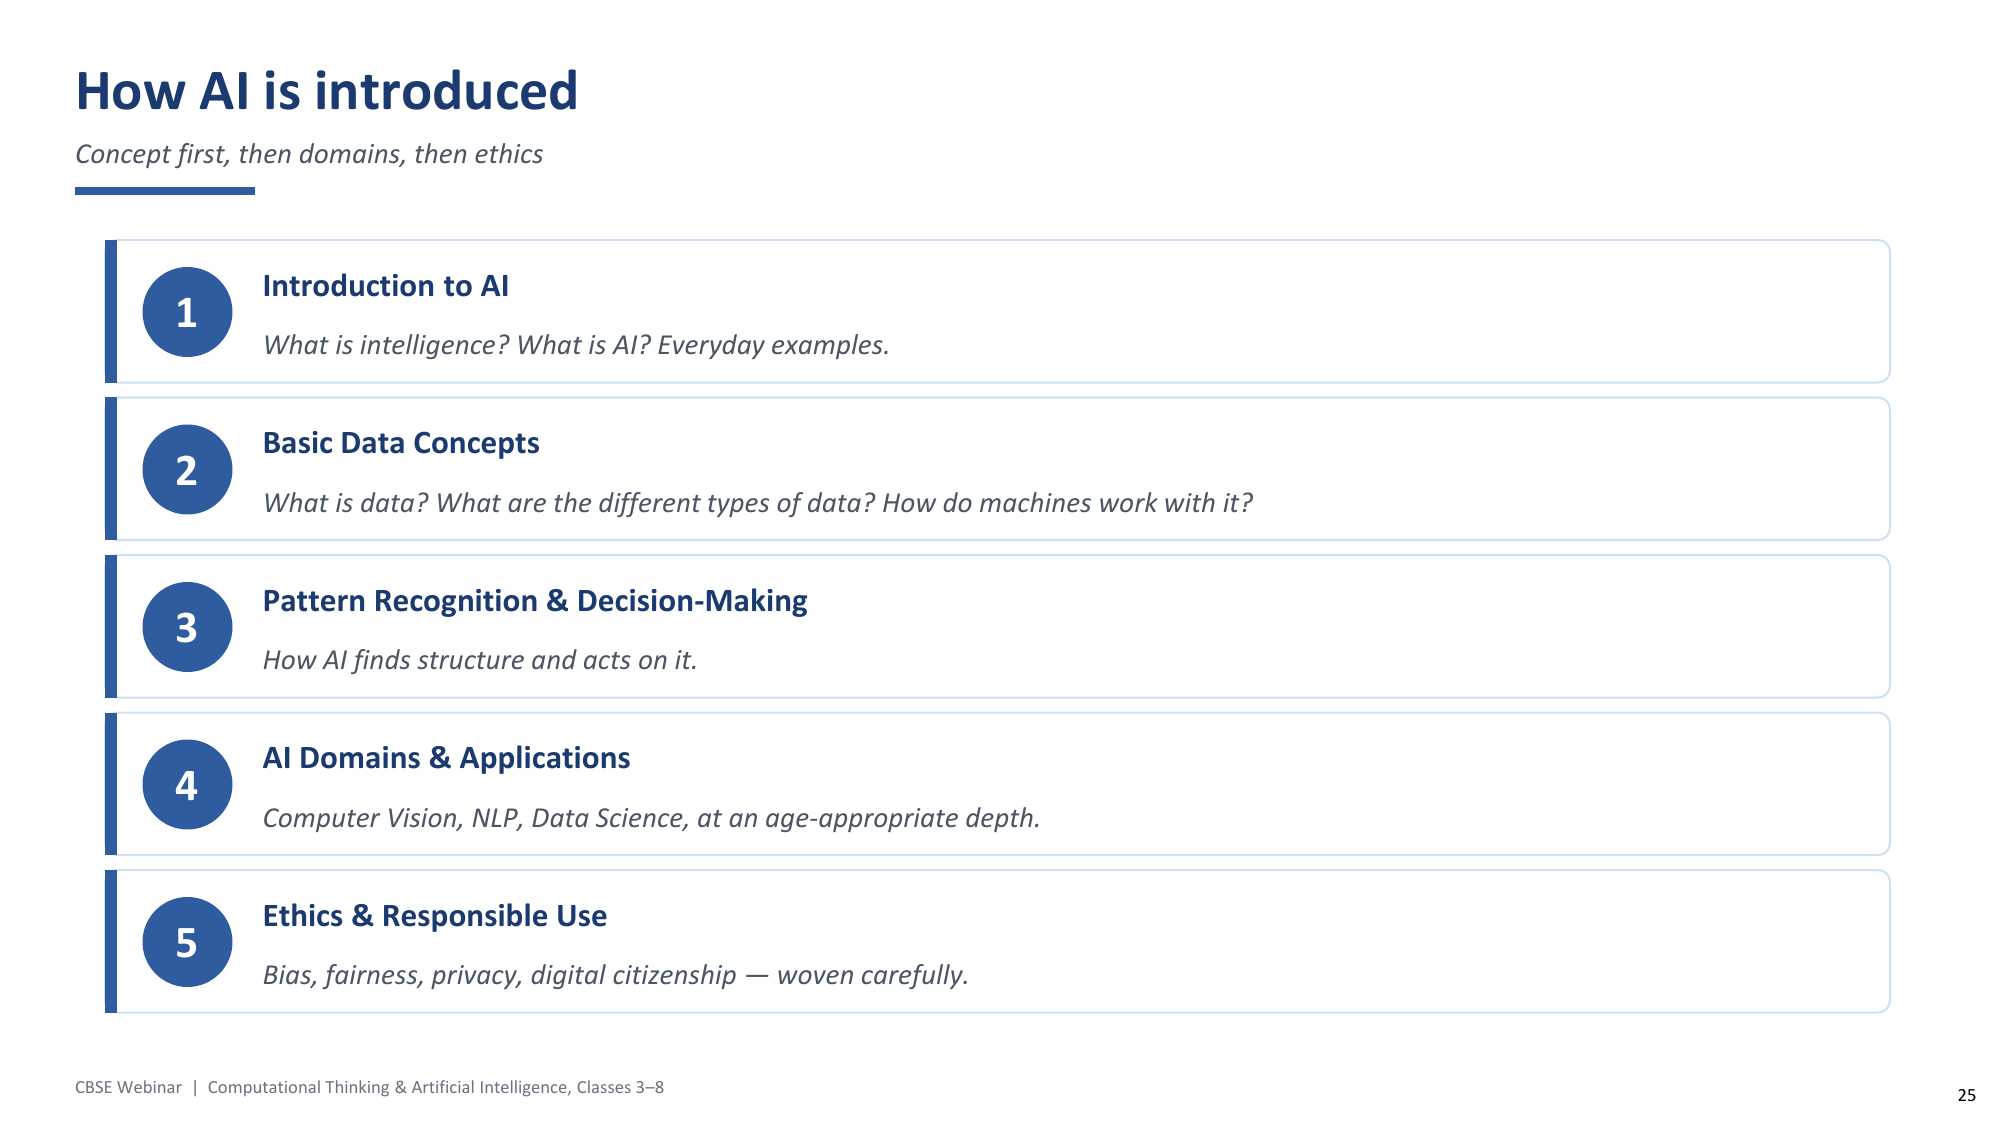 How AI is introduced
Concept first, then domains, then ethics
1
Introduction to AI
What is intelligence? What is AI? Everyday examples.
2
Basic Data Concepts
What is data? What are the different types of data? How do machines work with it?
3
Pattern Recognition & Decision-Making
How AI finds structure and acts on it.
4
AI Domains & Applications
Computer Vision, NLP, Data Science, at an age-appropriate depth.
5
Ethics & Responsible Use
Bias, fairness, privacy, digital citizenship — woven carefully.
CBSE Webinar | Computational Thinking & Artificial Intelligence, Classes 3–8
25